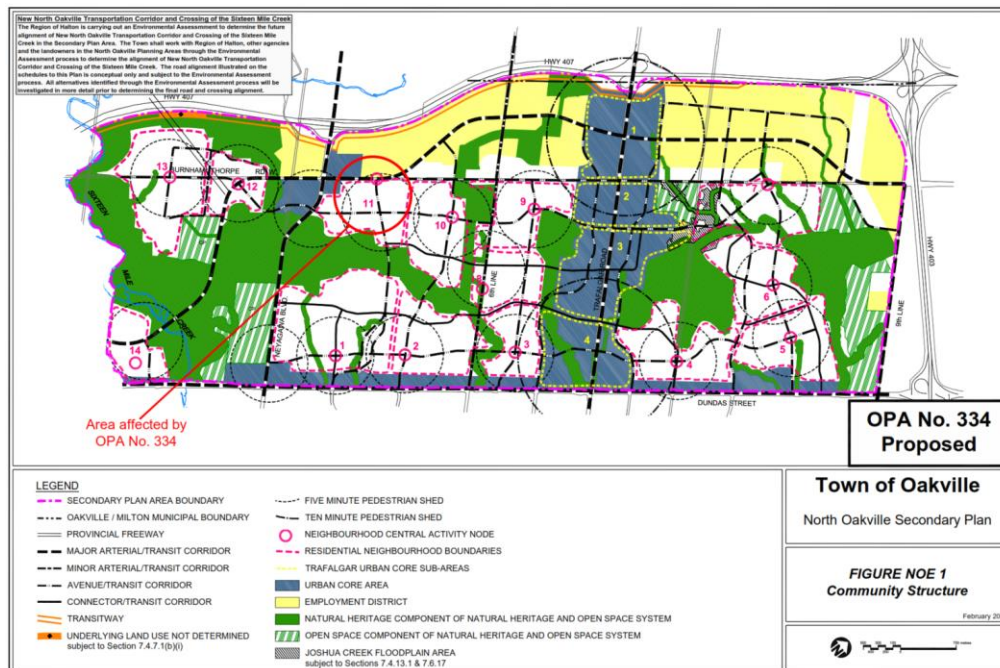 New North Oakville Transportation Corridor and Crossing of the Sixteen Mile Creek
The Region of Halton is carrying out an Environmental Assessment to determine the future
alignment of New North Oakville Transportation Corridor and Crossing of the Sixteen Mile
Creek in the Secondary Plan Area. The Town shall work with Region of Halton, other agencies
and the landowners in the North Oakville Planning Areas through the Environmental
Assessment process to determine the alignment of New North Oakville Transportation
Corridor and Crossing of the Sixteen Mile Creek. The road alignment illustrated on the
schedules to this Plan is conceptual only and subject to the Environmental Assessment
process. All alternatives identified through the Environmental Assessment process will be
investigated in more detail prior to determining the final road and crossing alignment.
HWY 407
HWY 407
1
13
BURNHAMTHORPE RD. W.
12
11
10
9
2
SIXTEEN
MILE
CREEK
3
TRAFALGAR ROAD
HWY 403
9th LINE
6th LINE
8
6
NEYAGAWA BLVD.
14
1
2
3
4
4
5
DUNDAS STREET
Area affected by
OPA No. 334
OPA No. 334
Proposed
LEGEND
SECONDARY PLAN AREA BOUNDARY
OAKVILLE / MILTON MUNICIPAL BOUNDARY
PROVINCIAL FREEWAY
MAJOR ARTERIAL/TRANSIT CORRIDOR
MINOR ARTERIAL/TRANSIT CORRIDOR
AVENUE/TRANSIT CORRIDOR
CONNECTOR/TRANSIT CORRIDOR
TRANSITWAY
UNDERLYING LAND USE NOT DETERMINED
subject to Section 7.4.7.1(b)(i)
FIVE MINUTE PEDESTRIAN SHED
TEN MINUTE PEDESTRIAN SHED
NEIGHBOURHOOD CENTRAL ACTIVITY NODE
RESIDENTIAL NEIGHBOURHOOD BOUNDARIES
TRAFALGAR URBAN CORE SUB-AREAS
URBAN CORE AREA
EMPLOYMENT DISTRICT
NATURAL HERITAGE COMPONENT OF NATURAL HERITAGE AND OPEN SPACE SYSTEM
OPEN SPACE COMPONENT OF NATURAL HERITAGE AND OPEN SPACE SYSTEM
JOSHUA CREEK FLOODPLAIN AREA
subject to Sections 7.4.13.1 & 7.6.17
Town of Oakville
North Oakville Secondary Plan
FIGURE NOE 1
Community Structure
February 20